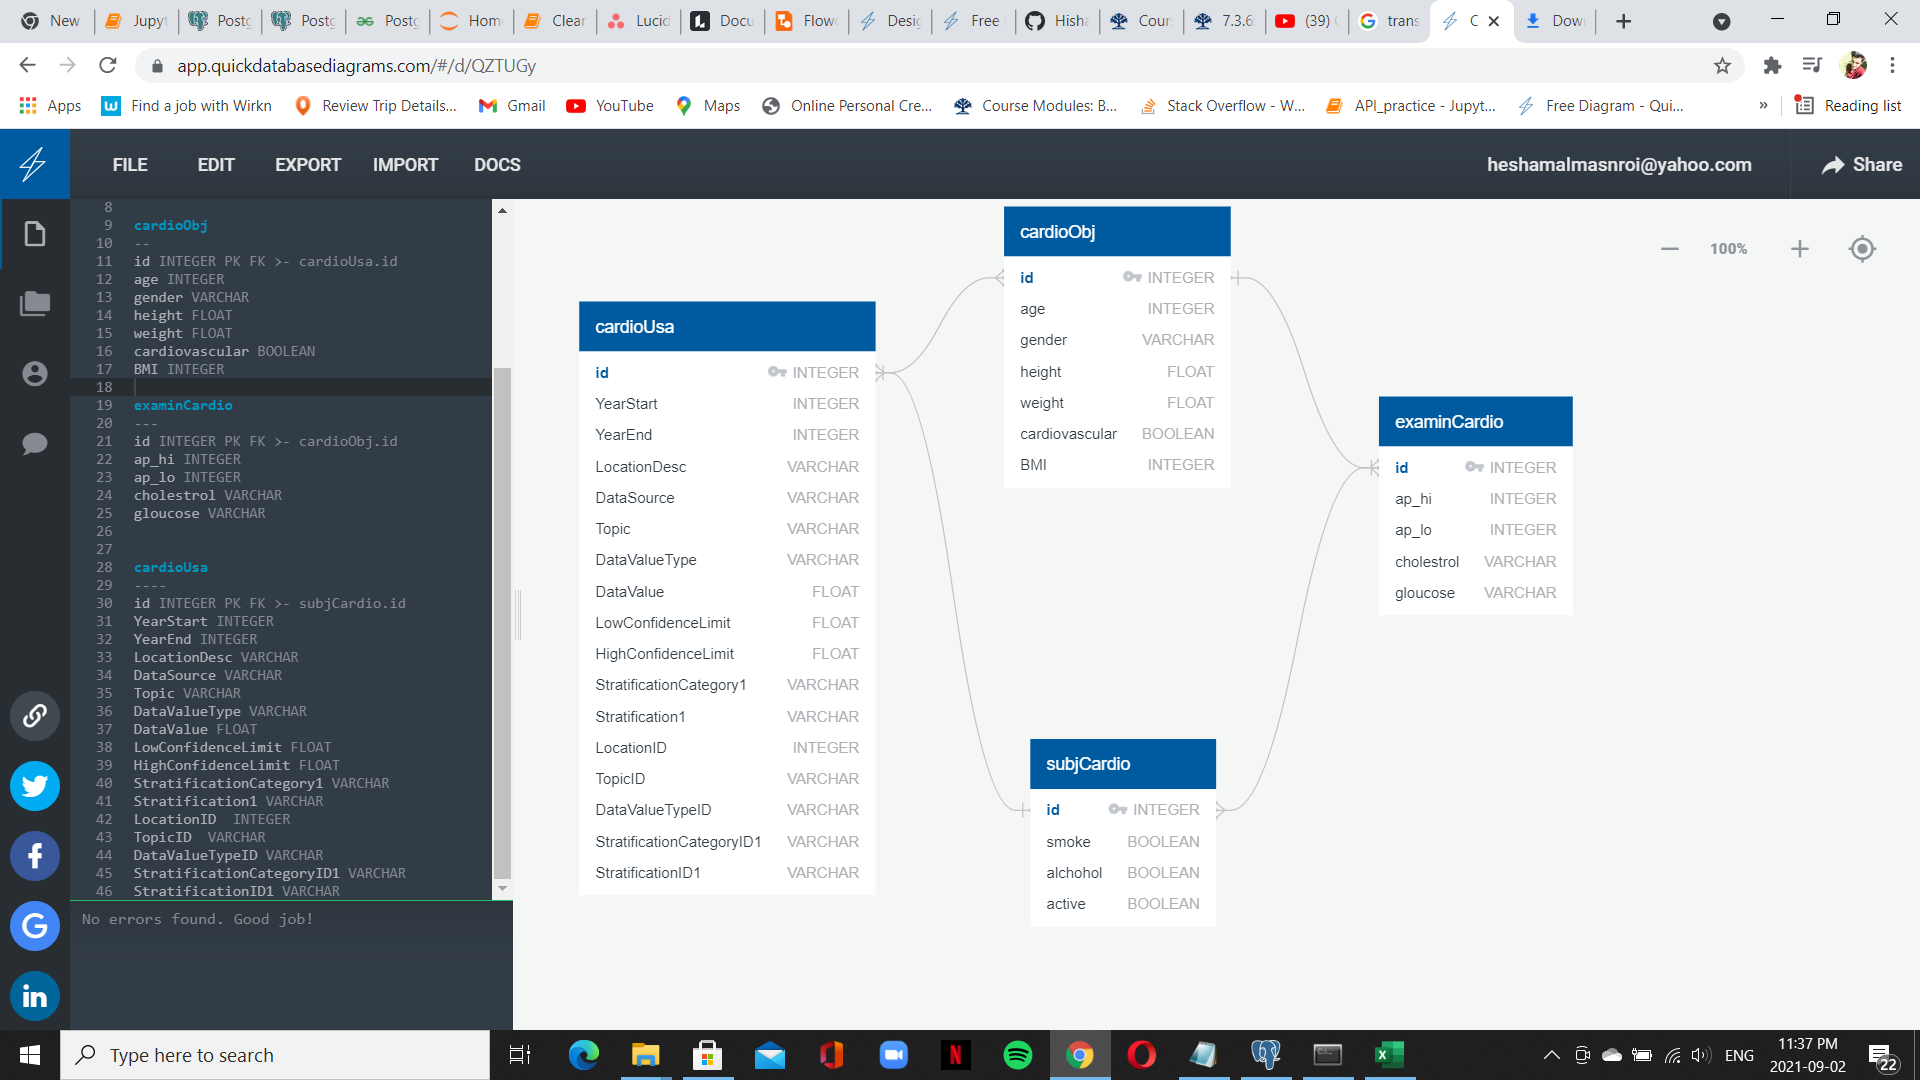 New
Jupyt
Postg
Postg
Postg
Hom
Clear
Lucid
Docu
Flow
Desig
Free
Hisha
Cour
7.3.6
(39)
trans
C
Dow
app.quickdatabasediagrams.com/#/d/QZTUGy
Apps
Find a job with Wirkn
Review Trip Details...
Gmail
YouTube
Maps
Online Personal Cre...
Course Modules: B...
Stack Overflow - W...
API_practice - Jupyt...
Free Diagram - Qui...
»
Reading list
FILE EDIT EXPORT IMPORT DOCS
heshamalmasnroi@yahoo.com
Share
8
9 cardioObj
10 --
11 id INTEGER PK FK >- cardioUsa.id
12 age INTEGER
13 gender VARCHAR
14 height FLOAT
15 weight FLOAT
16 cardiovascular BOOLEAN
17 BMI INTEGER
18
19 examinCardio
20 ---
21 id INTEGER PK FK >- cardioObj.id
22 ap_hi INTEGER
23 ap_lo INTEGER
24 cholestrol VARCHAR
25 gloucose VARCHAR
26
27
28 cardioUsa
29 ----
30 id INTEGER PK FK >- subjCardio.id
31 YearStart INTEGER
32 YearEnd INTEGER
33 LocationDesc VARCHAR
34 DataSource VARCHAR
35 Topic VARCHAR
36 DataValueType VARCHAR
37 DataValue FLOAT
38 LowConfidenceLimit FLOAT
39 HighConfidenceLimit FLOAT
40 StratificationCategory1 VARCHAR
41 Stratification1 VARCHAR
42 LocationID INTEGER
43 TopicID VARCHAR
44 DataValueTypeID VARCHAR
45 StratificationCategoryID1 VARCHAR
46 StratificationID1 VARCHAR
No errors found. Good job!
100%
cardioUsa
id INTEGER
YearStart INTEGER
YearEnd INTEGER
LocationDesc VARCHAR
DataSource VARCHAR
Topic VARCHAR
DataValueType VARCHAR
DataValue FLOAT
LowConfidenceLimit FLOAT
HighConfidenceLimit FLOAT
StratificationCategory1 VARCHAR
Stratification1 VARCHAR
LocationID INTEGER
TopicID VARCHAR
DataValueTypeID VARCHAR
StratificationCategoryID1 VARCHAR
StratificationID1 VARCHAR
cardioObj
id INTEGER
age INTEGER
gender VARCHAR
height FLOAT
weight FLOAT
cardiovascular BOOLEAN
BMI INTEGER
examinCardio
id INTEGER
ap_hi INTEGER
ap_lo INTEGER
cholestrol VARCHAR
gloucose VARCHAR
subjCardio
id INTEGER
smoke BOOLEAN
alchohol BOOLEAN
active BOOLEAN
Type here to search
ENG
11:37 PM
2021-09-02
22